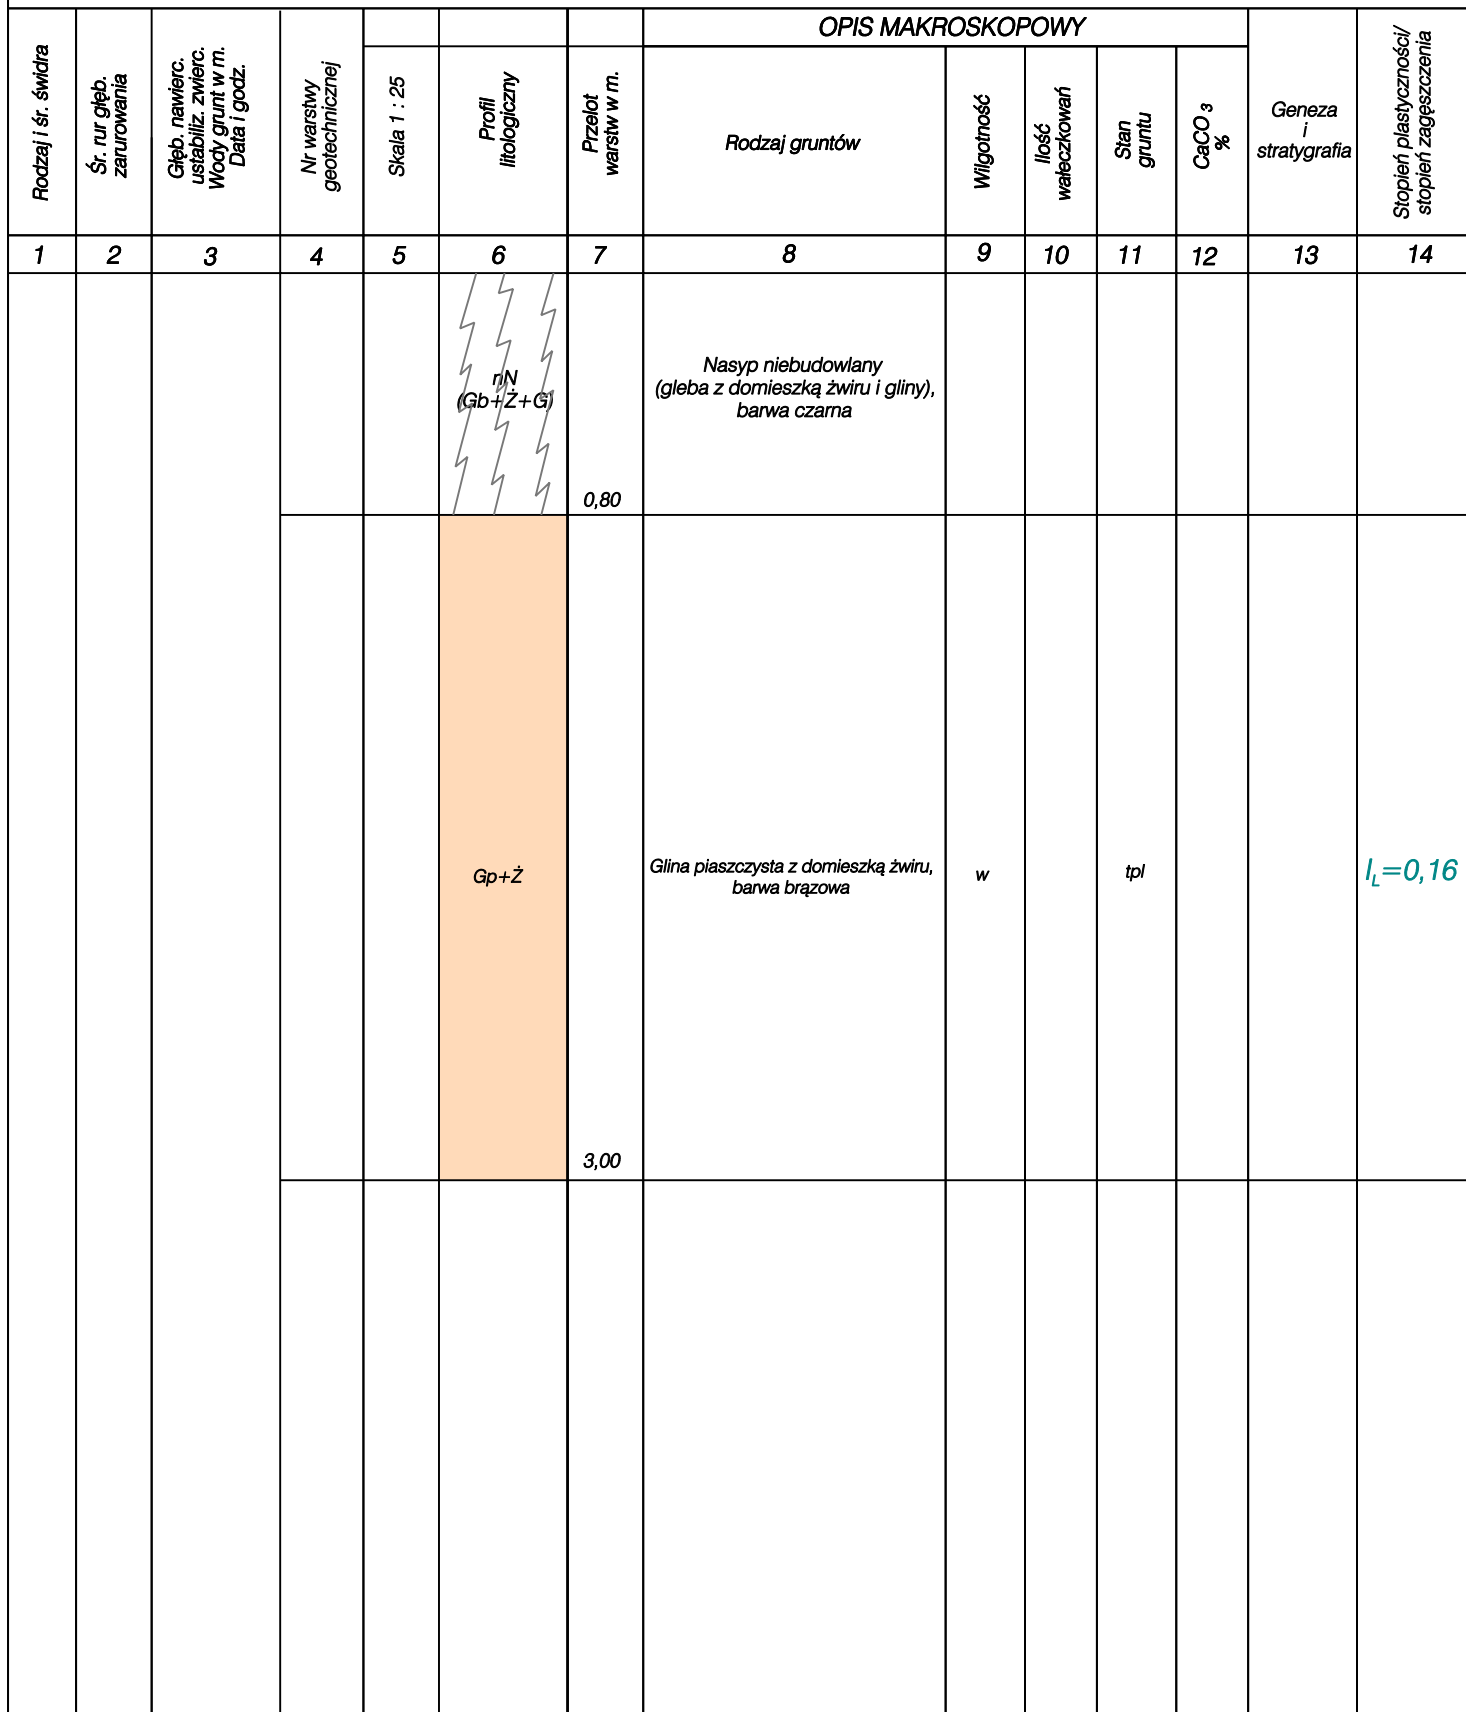 OPIS MAKROSKOPOWY
Rodzaj i śr. świdra
Śr. rur głęb.
zarurowania
Głęb. nawierc.
ustabiliz. zwierc.
Wody grunt w m.
Data i godz.
Nr warstwy
geotechnicznej
Skala 1 : 25
Profil
litologiczny
Przelot
warstw w m.
Rodzaj gruntów
Wilgotność
Ilość
wałeczkowań
Stan
gruntu
CaCO3
%
Geneza
i
stratygrafia
Stopień plastyczności/
stopień zagęszczenia
1 2 3 4 5 6 7 8 9 10 11 12 13 14
nN
(Gb+Ż+G)
0,80
Nasyp niebudowlany
(gleba z domieszką żwiru i gliny),
barwa czarna
Gp+Ż
3,00
Glina piaszczysta z domieszką żwiru,
barwa brązowa
w
tpl
IL=0,16